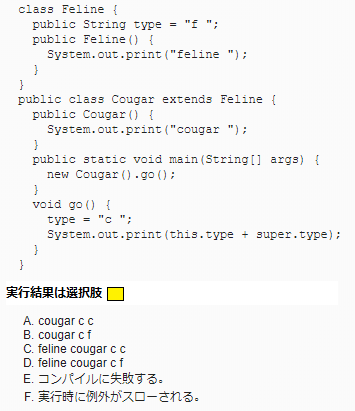 class Feline {
  public String type = "f ";
  public Feline() {
    System.out.print("feline ");
  }
}
public class Cougar extends Feline {
  public Cougar() {
    System.out.print("cougar ");
  }
  public static void main(String[] args) {
    new Cougar().go();
  }
  void go() {
    type = "c ";
    System.out.print(this.type + super.type);
  }
}
実行結果は選択肢
A. cougar c c
B. cougar c f
C. feline cougar c c
D. feline cougar c f
E. コンパイルに失敗する。
F. 実行時に例外がスローされる。